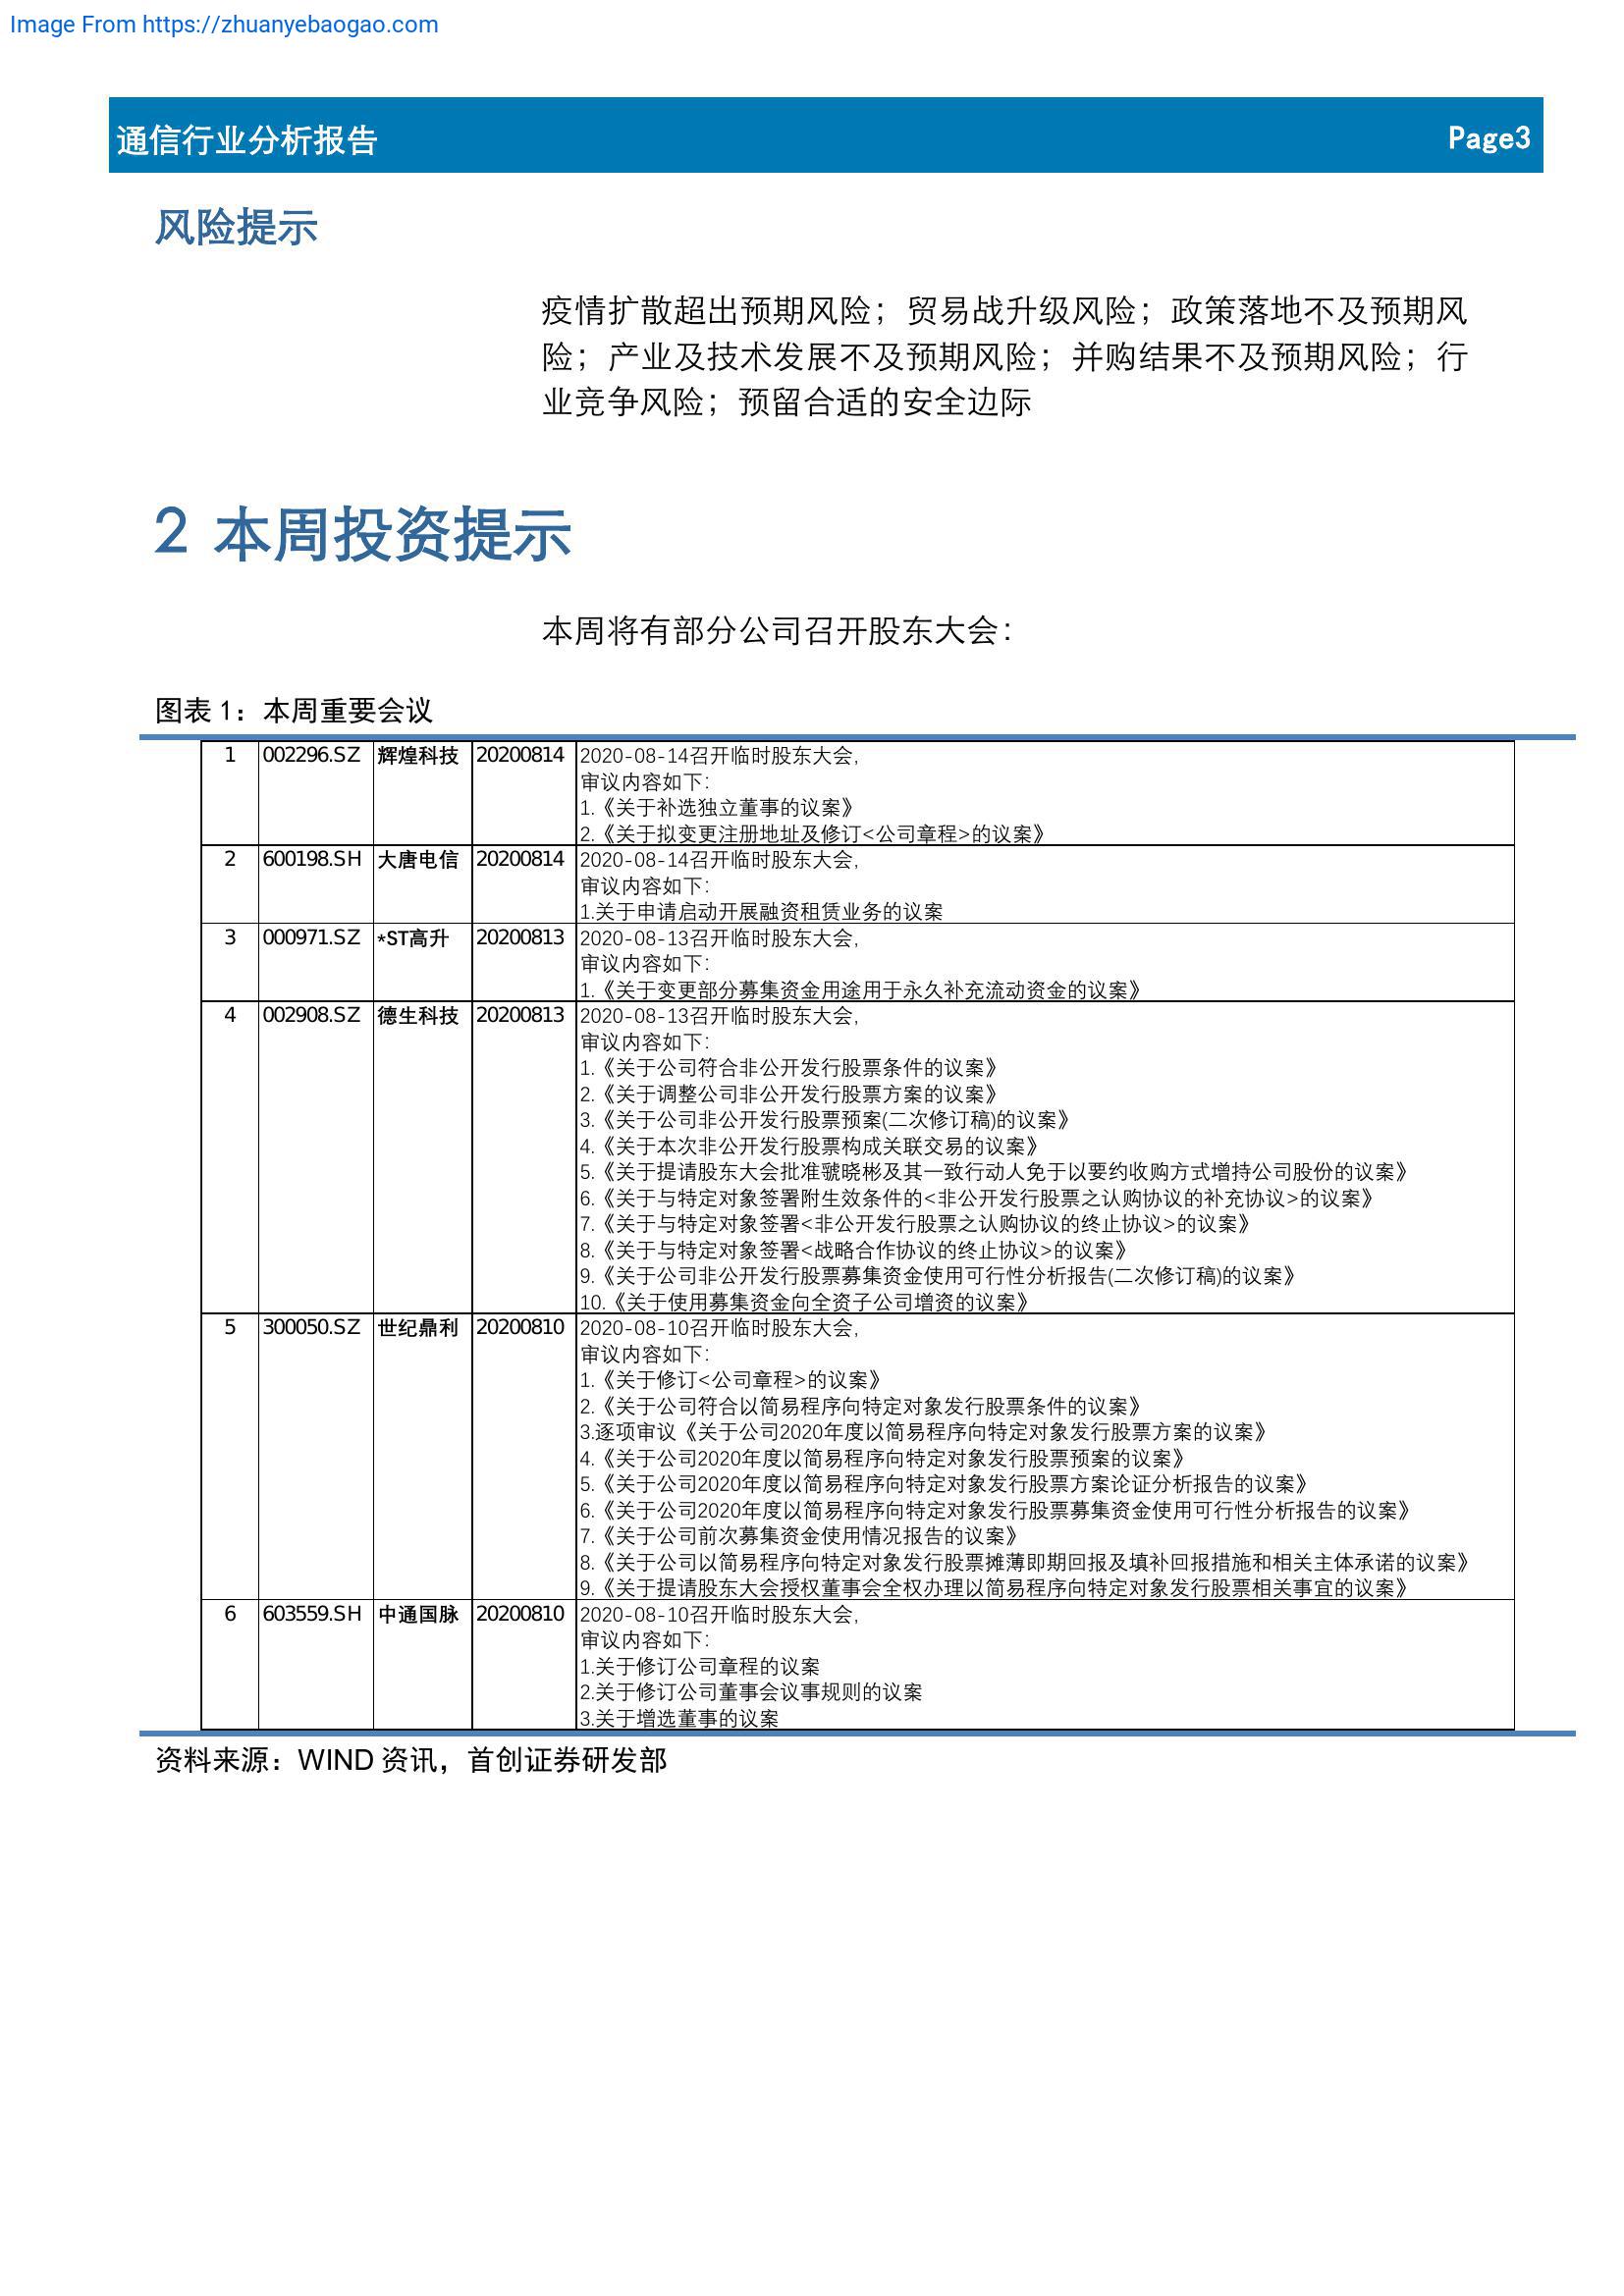 Image From https://zhuanyebaogao.com
通信行业分析报告 Page3
风险提示
疫情扩散超出预期风险；贸易战升级风险；政策落地不及预期风
险；产业及技术发展不及预期风险；并购结果不及预期风险；行
业竞争风险；预留合适的安全边际
2 本周投资提示
本周将有部分公司召开股东大会：
图表 1：本周重要会议
1 002296.SZ 辉煌科技 20200814 2020-08-14召开临时股东大会，
审议内容如下：
1.《关于补选独立董事的议案》
2.《关于拟变更注册地址及修订<公司章程>的议案》
2 600198.SH 大唐电信 20200814 2020-08-14召开临时股东大会，
审议内容如下：
1.关于申请启动开展融资租赁业务的议案
3 000971.SZ *ST高升 20200813 2020-08-13召开临时股东大会，
审议内容如下：
1.《关于变更部分募集资金用途用于永久补充流动资金的议案》
4 002908.SZ 德生科技 20200813 2020-08-13召开临时股东大会，
审议内容如下：
1.《关于公司符合非公开发行股票条件的议案》
2.《关于调整公司非公开发行股票方案的议案》
3.《关于公司非公开发行股票预案(二次修订稿)的议案》
4.《关于本次非公开发行股票构成关联交易的议案》
5.《关于提请股东大会批准虢晓彬及其一致行动人免于以要约收购方式增持公司股份的议案》
6.《关于与特定对象签署附生效条件的<非公开发行股票之认购协议的补充协议>的议案》
7.《关于与特定对象签署<非公开发行股票之认购协议的终止协议>的议案》
8.《关于与特定对象签署<战略合作协议的终止协议>的议案》
9.《关于公司非公开发行股票募集资金使用可行性分析报告(二次修订稿)的议案》
10.《关于使用募集资金向全资子公司增资的议案》
5 300050.SZ 世纪鼎利 20200810 2020-08-10召开临时股东大会，
审议内容如下：
1.《关于修订<公司章程>的议案》
2.《关于公司符合以简易程序向特定对象发行股票条件的议案》
3.逐项审议《关于公司2020年度以简易程序向特定对象发行股票方案的议案》
4.《关于公司2020年度以简易程序向特定对象发行股票预案的议案》
5.《关于公司2020年度以简易程序向特定对象发行股票方案论证分析报告的议案》
6.《关于公司2020年度以简易程序向特定对象发行股票募集资金使用可行性分析报告的议案》
7.《关于公司前次募集资金使用情况报告的议案》
8.《关于公司以简易程序向特定对象发行股票摊薄即期回报及填补回报措施和相关主体承诺的议案》
9.《关于提请股东大会授权董事会全权办理以简易程序向特定对象发行股票相关事宜的议案》
6 603559.SH 中通国脉 20200810 2020-08-10召开临时股东大会，
审议内容如下：
1.关于修订公司章程的议案
2.关于修订公司董事会议事规则的议案
3.关于增选董事的议案
资料来源：WIND 资讯，首创证券研发部